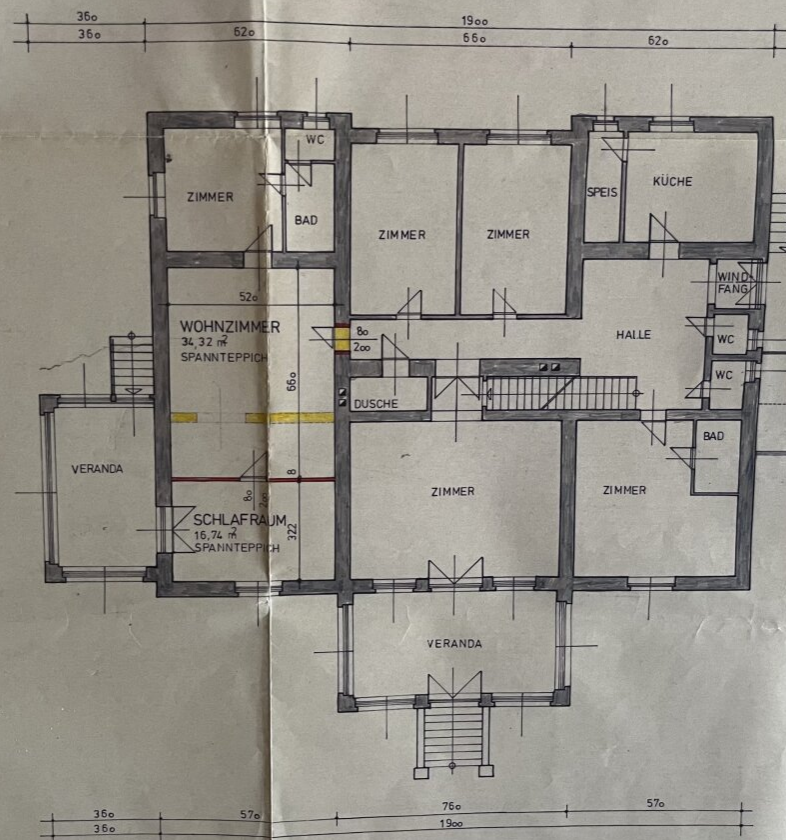 360 1900
360 620 660 620
WC
ZIMMER
BAD
ZIMMER
ZIMMER
SPEIS
KÜCHE
WIND-
FANG
520
WOHNZIMMER
34,32 m²
SPANNTEPPICH
80
200
HALLE
WC
WC
660
DUSCHE
VERANDA
8
80
200
ZIMMER
ZIMMER
BAD
SCHLAFRAUM
16,74 m²
SPANNTEPPICH
322
VERANDA
360 570 760 570
360 1900